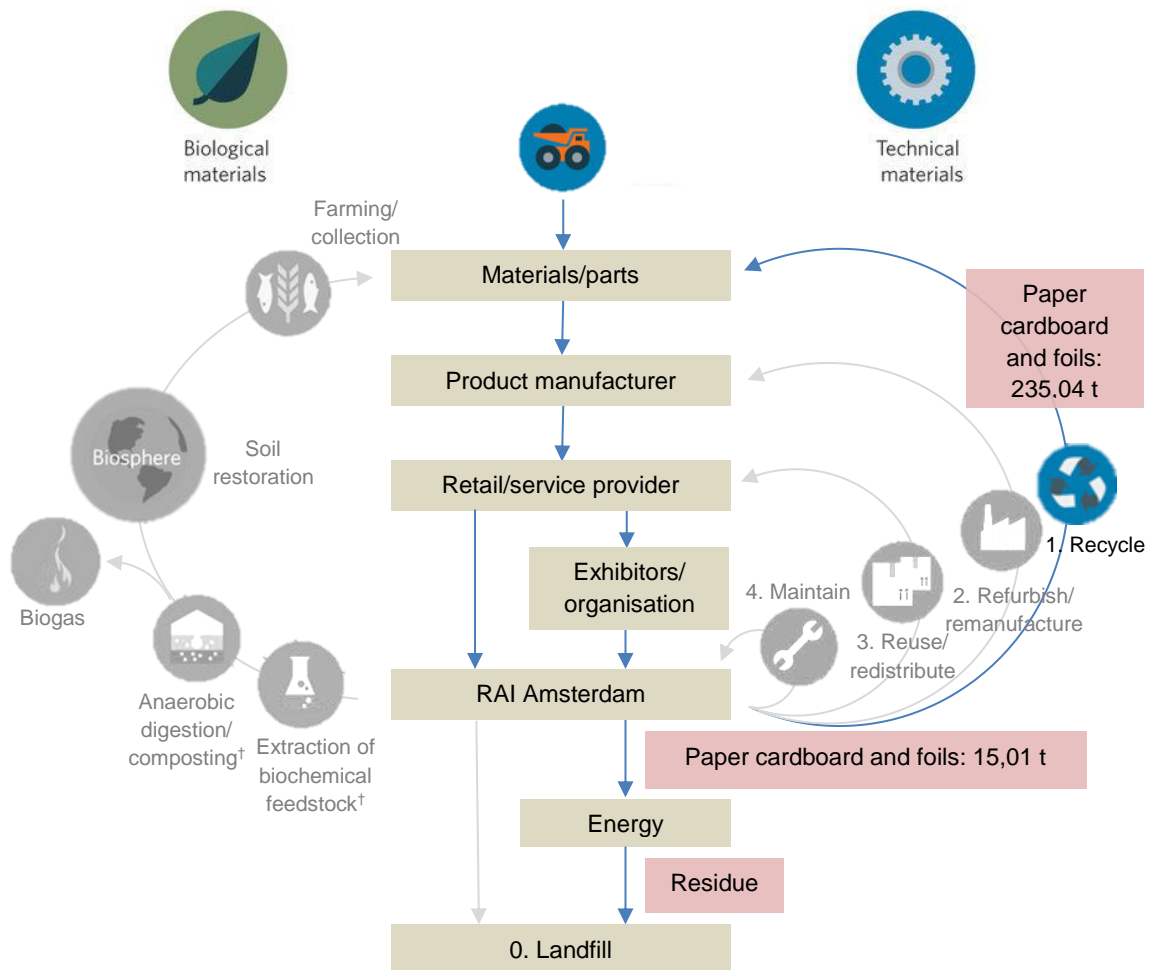 Biological
materials
Technical
materials
Farming/
collection
Materials/parts
Paper
cardboard
and foils:
235.04 t
Product manufacturer
Biosphere
Soil
restoration
Retail/service provider
1. Recycle
Exhibitors/
organisation
4. Maintain
2. Refurbish/
remanufacture
3. Reuse/
redistribute
Biogas
RAI Amsterdam
Anaerobic
digestion/
composting†
Extraction of
biochemical
feedstock†
Paper cardboard and foils: 15,01 t
Energy
Residue
0. Landfill